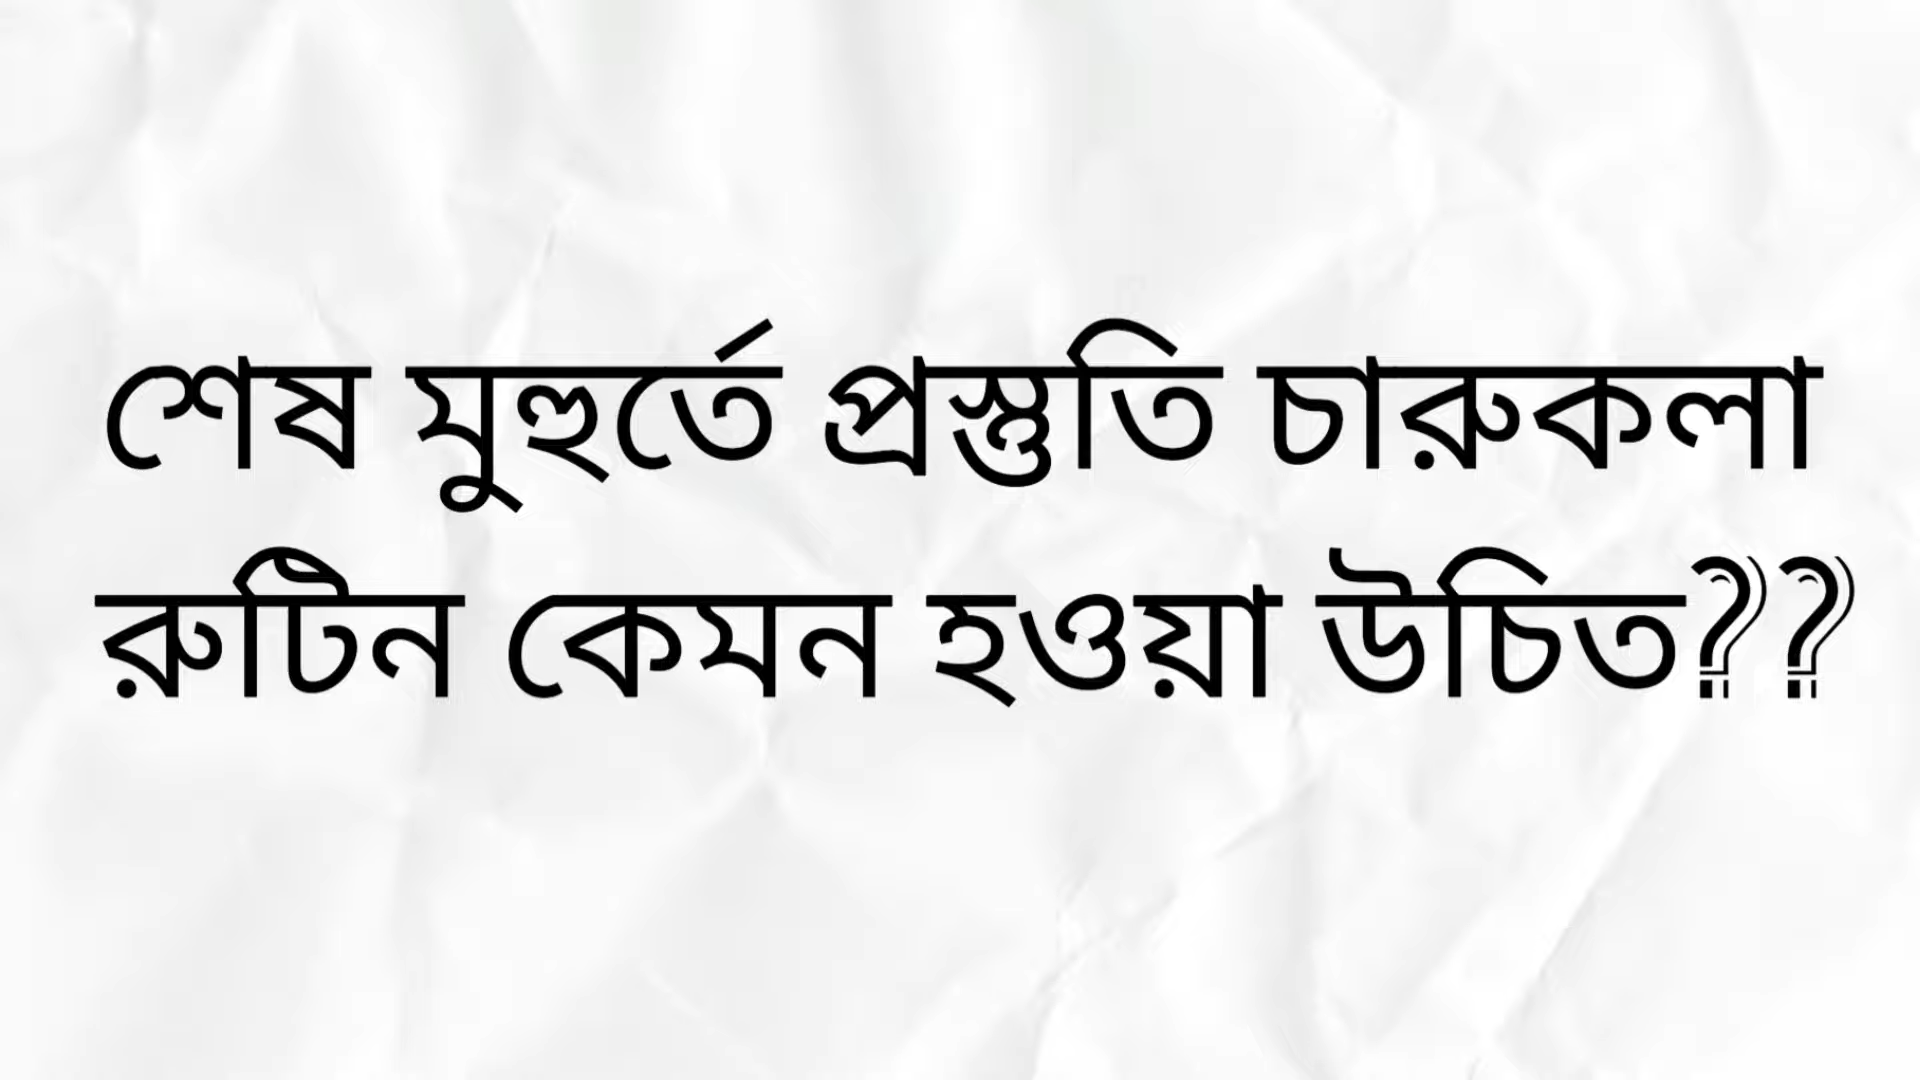 শেষ মুহুর্তে প্রস্তুতি চারুকলা
রুটিন কেমন হওয়া উচিত??